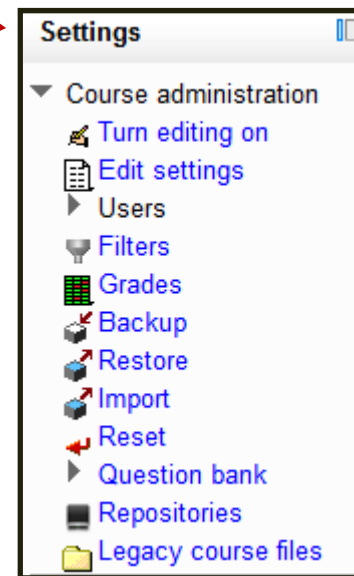 Settings
Course administration
Turn editing on
Edit settings
Users
Filters
Grades
Backup
Restore
Import
Reset
Question bank
Repositories
Legacy course files